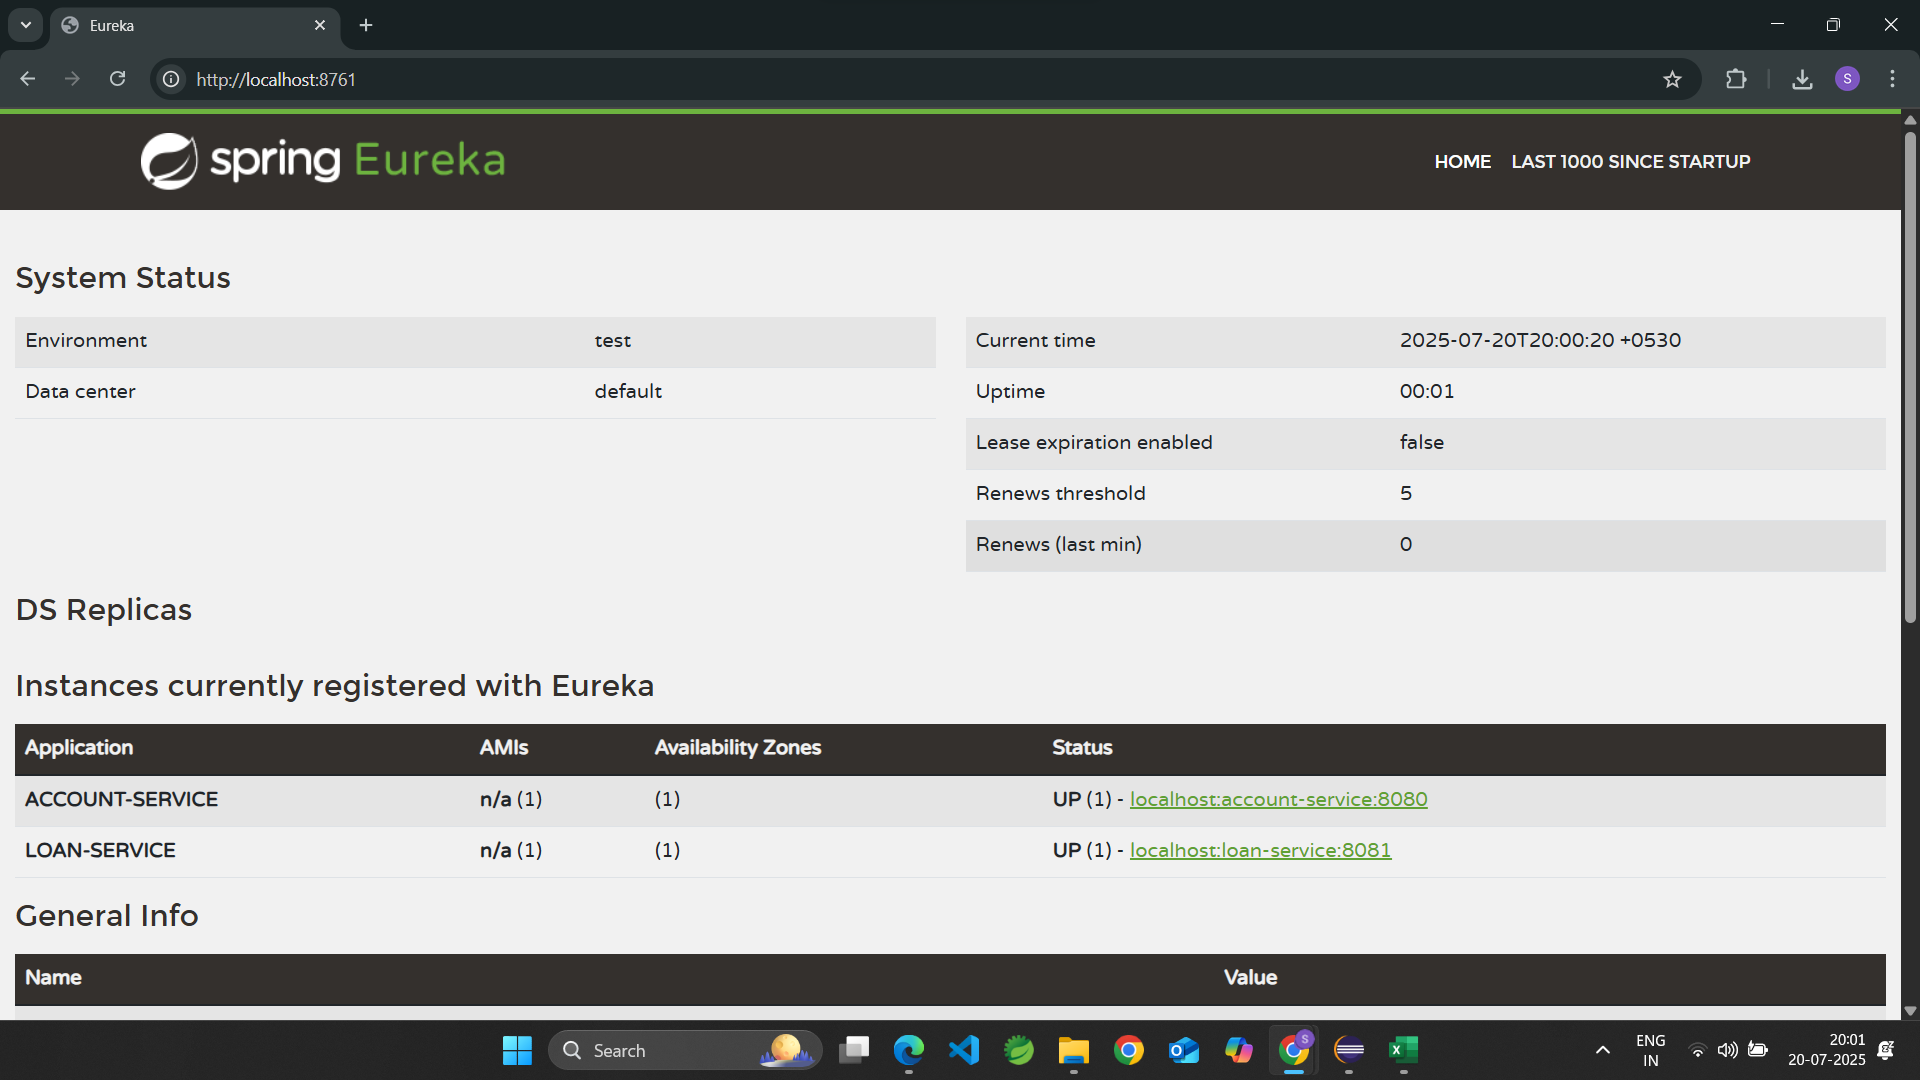 Eureka
http://localhost:8761
S
spring Eureka
HOME LAST 1000 SINCE STARTUP
System Status
Environment test
Data center default
Current time 2025-07-20T20:00:20 +0530
Uptime 00:01
Lease expiration enabled false
Renews threshold 5
Renews (last min) 0
DS Replicas
Instances currently registered with Eureka
Application AMIs Availability Zones Status
ACCOUNT-SERVICE n/a (1) (1) UP (1) - localhost:account-service:8080
LOAN-SERVICE n/a (1) (1) UP (1) - localhost:loan-service:8081
General Info
Name Value
Search
S
ENG
IN
20:01
20-07-2025